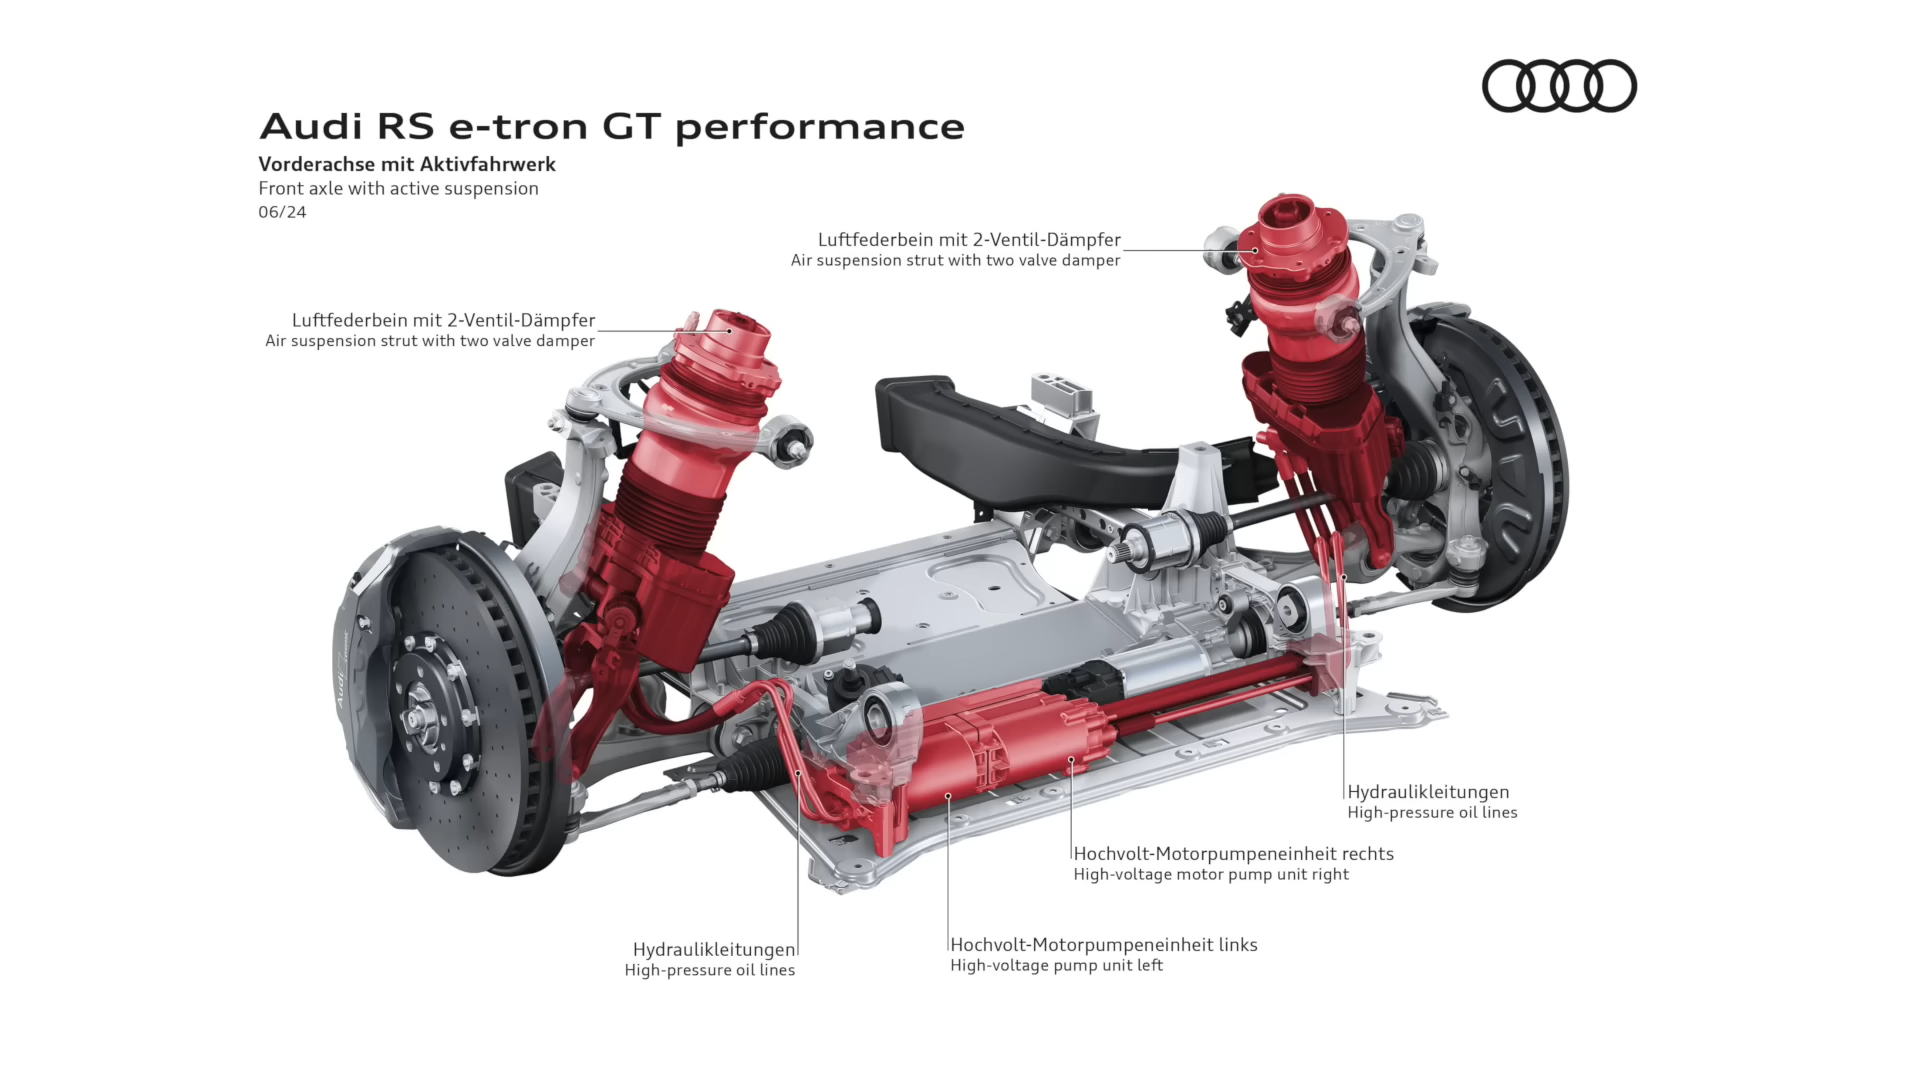 Audi RS e-tron GT performance
Vorderachse mit Aktivfahrwerk
Front axle with active suspension
06/24
Luftfederbein mit 2-Ventil-Dämpfer
Air suspension strut with two valve damper
Luftfederbein mit 2-Ventil-Dämpfer
Air suspension strut with two valve damper
Audi
Hydraulikleitungen
High-pressure oil lines
Hochvolt-Motorpumpeneinheit rechts
High-voltage motor pump unit right
Hochvolt-Motorpumpeneinheit links
High-voltage pump unit left
Hydraulikleitungen
High-pressure oil lines